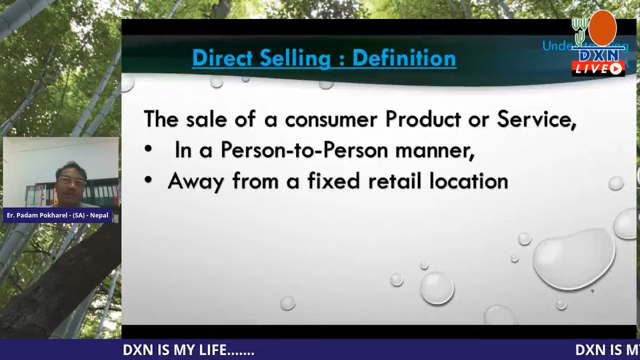 Direct Selling : Definition
DXN
LIVE
The sale of a consumer Product or Service,
• In a Person-to-Person manner,
• Away from a fixed retail location
Er. Padam Pokharel - (SA) - Nepal
DXN IS MY LIFE....... DXN IS M